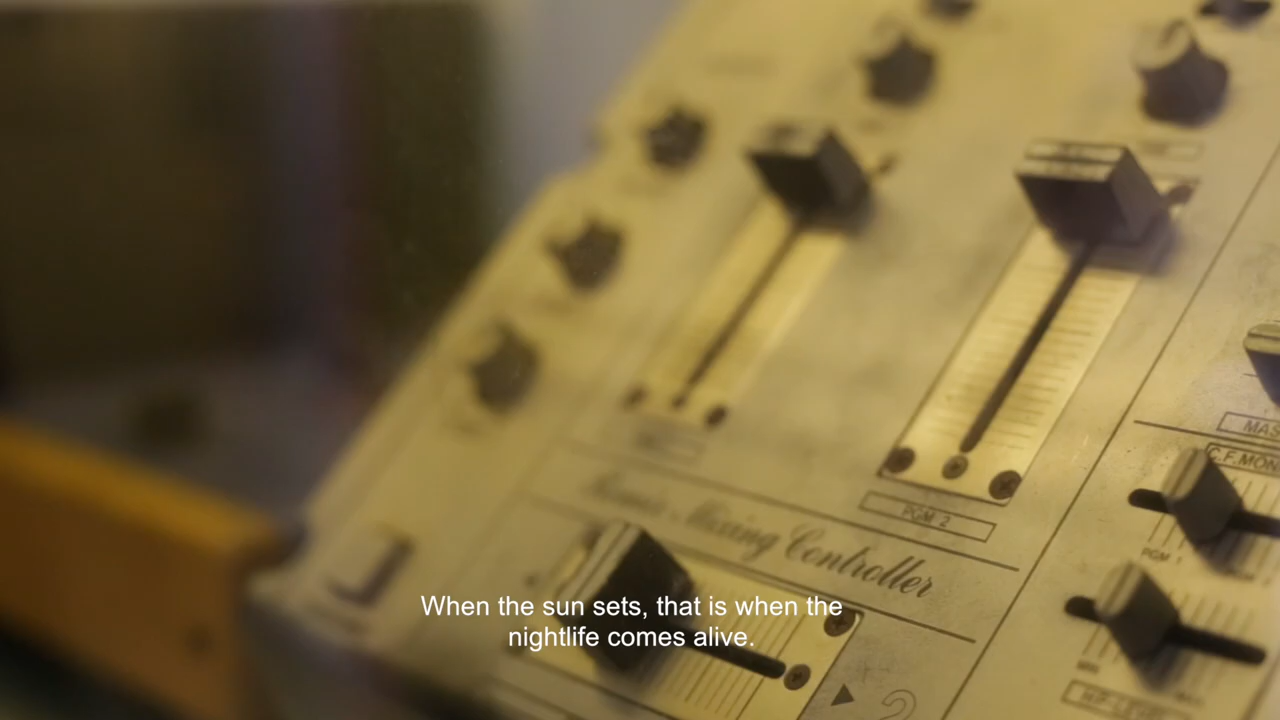 MAS
C.F.MON
PGM 2
Mixing Controller
PGM 1
When the sun sets, that is when the
nightlife comes alive.
2